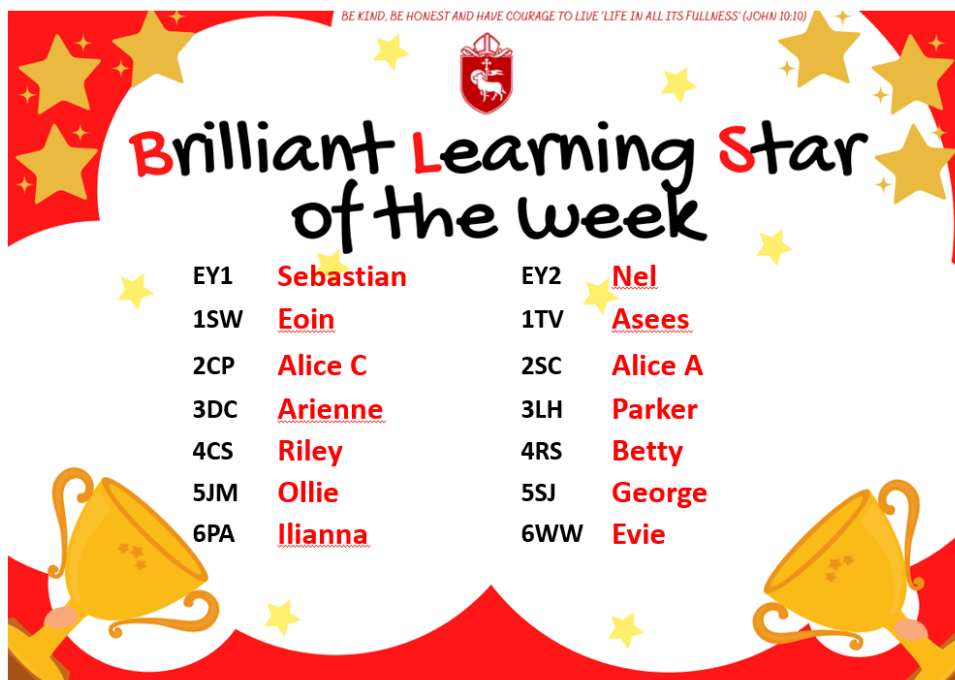 BE KIND, BE HONEST AND HAVE COURAGE TO LIVE 'LIFE IN ALL ITS FULLNESS' (JOHN 10:10)
Brilliant Learning Star
of the week
EY1 Sebastian EY2 Nel
1SW Eoin 1TV Asees
2CP Alice C 2SC Alice A
3DC Arienne 3LH Parker
4CS Riley 4RS Betty
5JM Ollie 5SJ George
6PA Ilianna 6WW Evie